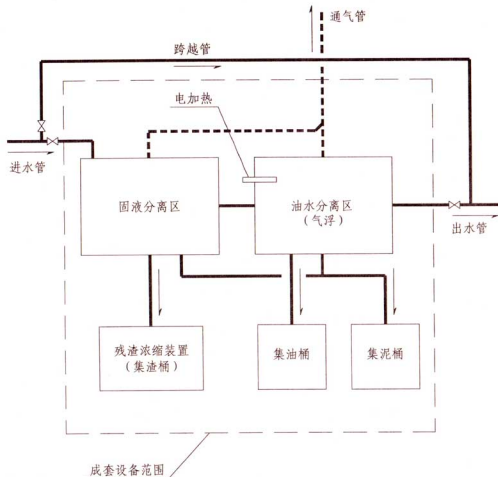 通气管
跨越管
电加热
进水管
固液分离区
油水分离区
(气浮)
出水管
残渣浓缩装置
(集渣桶)
集油桶
集泥桶
成套设备范围